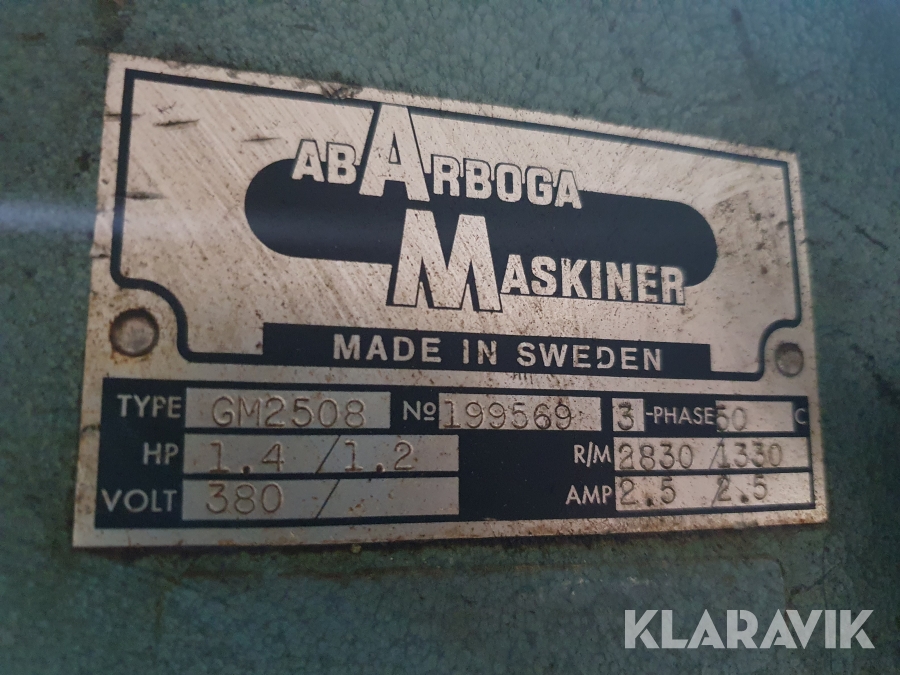 AB ARBOGA
MASKINER
MADE IN SWEDEN
TYPE GM2508 No 199569 3-PHASE 50 C
HP 1.4 /1.2 R/M 2830/1330
VOLT 380 / AMP 2.5 /2.5
KLARAVIK